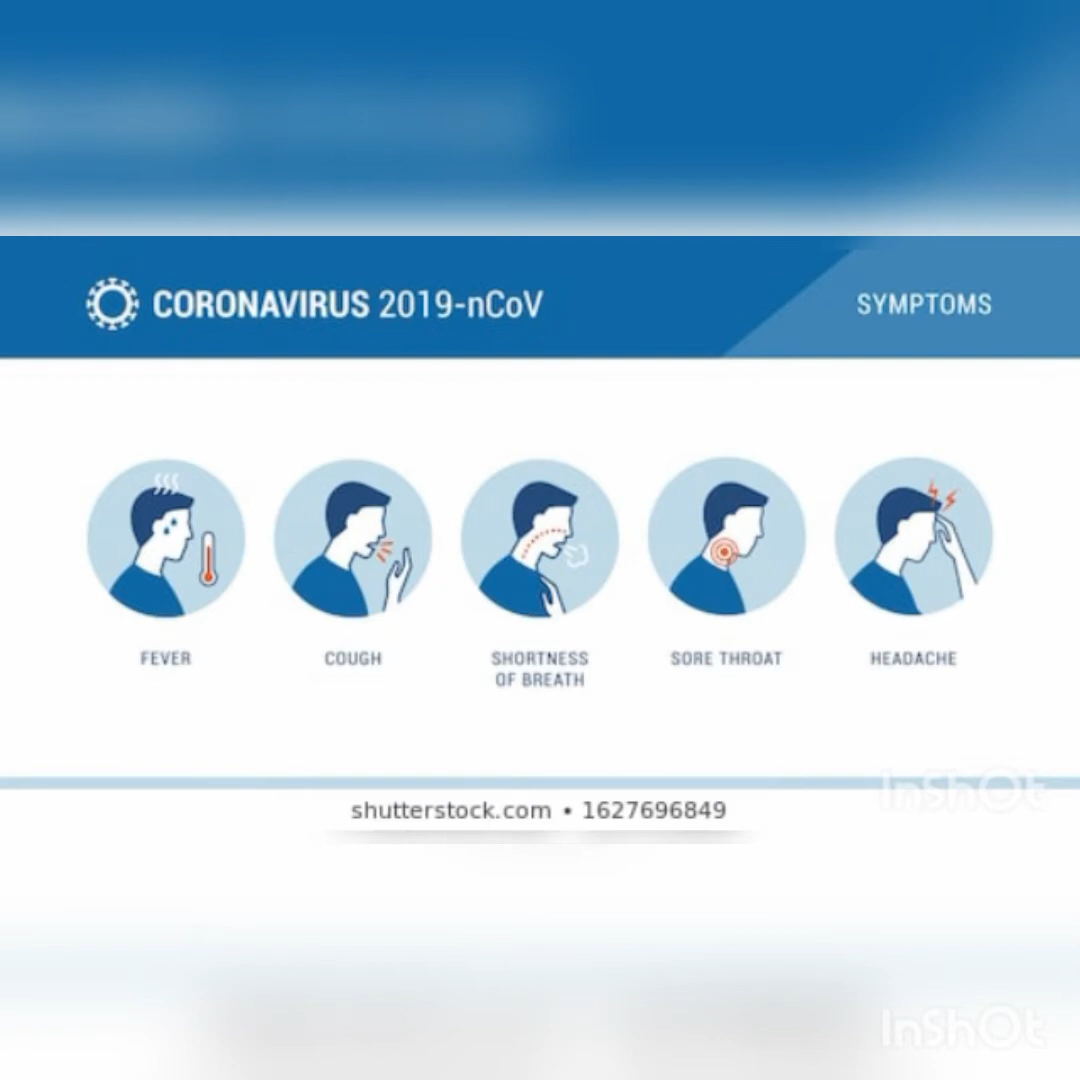 CORONAVIRUS 2019-nCoV
SYMPTOMS
FEVER
COUGH
SHORTNESS
OF BREATH
SORE THROAT
HEADACHE
InShOt
shutterstock.com • 1627696849
InShOt